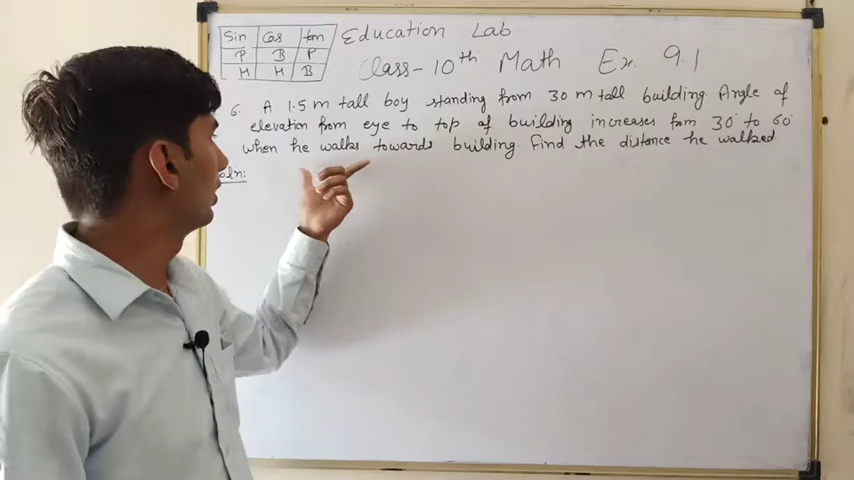 Sin Cos tan
P B P
H H B
Education Lab
Class-10th Math Ex. 9.1
6. A 1.5 m tall boy standing from 30 m tall building. Angle of
elevation from eye to top of building increases from 30° to 60°
when he walks towards building. Find the distance he walked
oln: